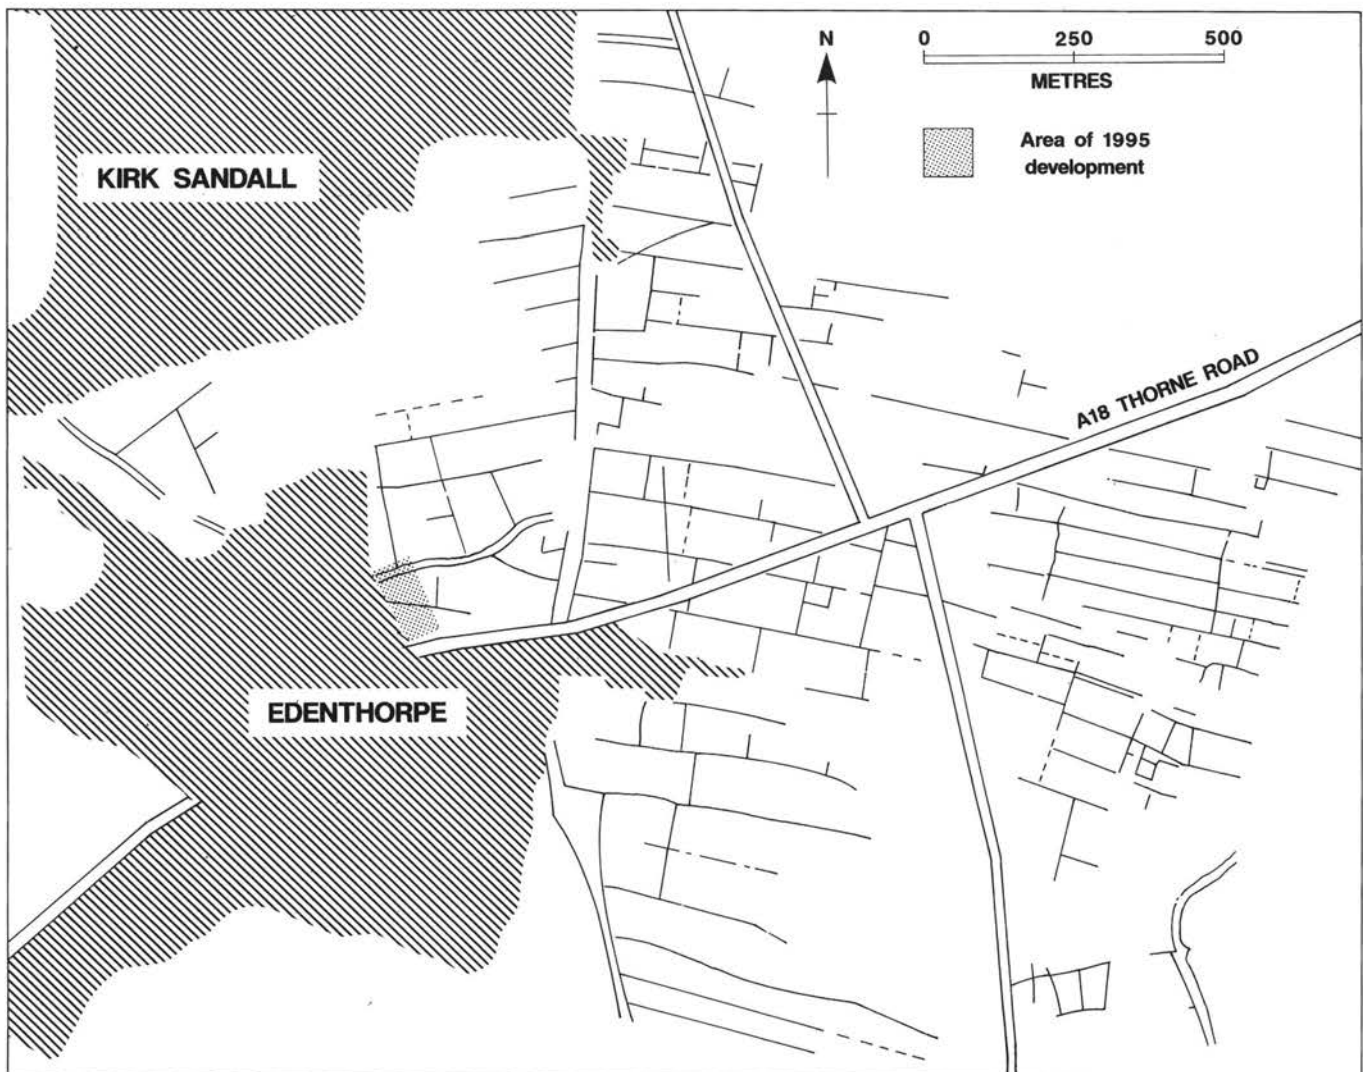 N
0 250 500
METRES
Area of 1995
development
KIRK SANDALL
A18 THORNE ROAD
EDENTHORPE